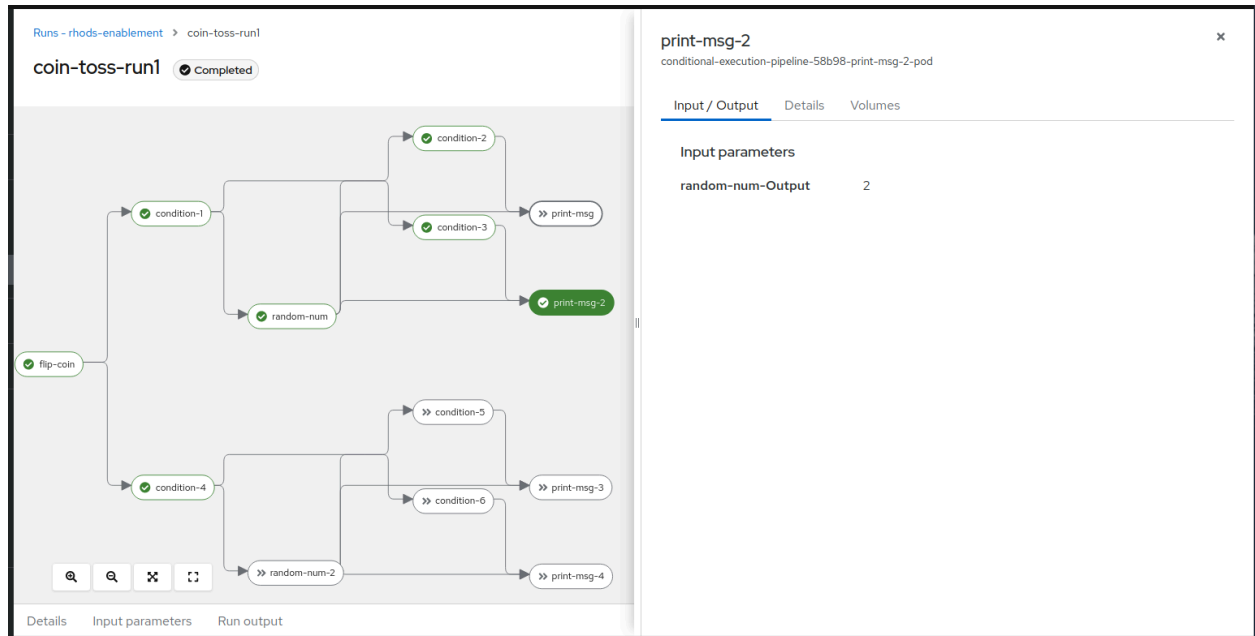 Runs - rhods-enablement > coin-toss-run1
coin-toss-run1 Completed
condition-2
condition-1
print-msg
condition-3
print-msg-2
random-num
flip-coin
condition-5
condition-4
print-msg-3
condition-6
random-num-2
print-msg-4
Details Input parameters Run output
print-msg-2
conditional-execution-pipeline-58b98-print-msg-2-pod
Input / Output Details Volumes
Input parameters
random-num-Output 2